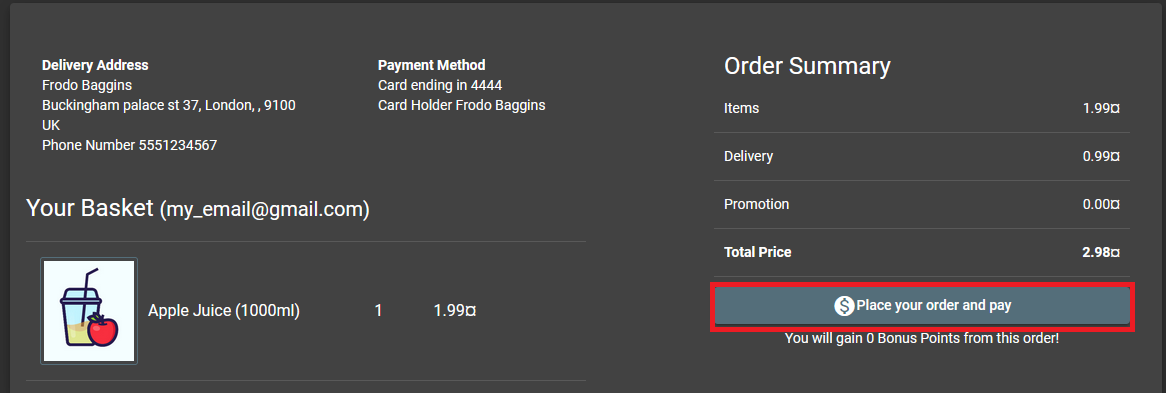 Delivery Address
Frodo Baggins
Buckingham palace st 37, London, , 9100
UK
Phone Number 5551234567
Payment Method
Card ending in 4444
Card Holder Frodo Baggins
Your Basket (my_email@gmail.com)
Apple Juice (1000ml) 1 1.99¤
Order Summary
Items 1.99¤
Delivery 0.99¤
Promotion 0.00¤
Total Price 2.98¤
$ Place your order and pay
You will gain 0 Bonus Points from this order!